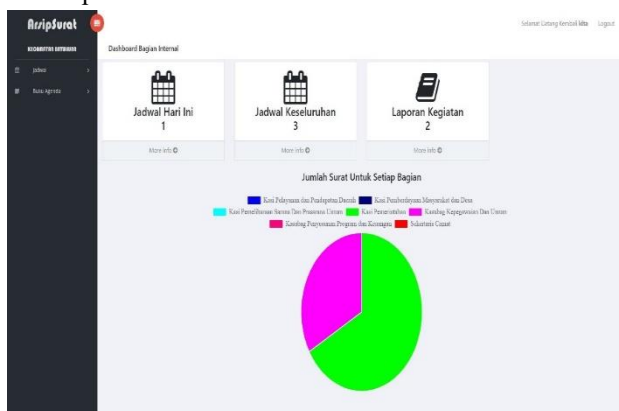 ArsipSurat
Selamat Datang Kembali kita Logout
KECAMATAN
Dashboard Bagian Internal
Jadwal
Buku Agenda
Jadwal Hari Ini
1
More info
Jadwal Keseluruhan
3
More info
Laporan Kegiatan
2
More info
Jumlah Surat Untuk Setiap Bagian
Kasi Pelayanan dan Pendapatan Daerah Kasi Pemberdayaan Masyarakat dan Desa
Kasi Pemeliharaan Sarana Dan Prasarana Umum Kasi Pemerintahan Kasubag Kepegawaian Dan Umum
Kasubag Penyusunan Program dan Keuangan Sekretaris Camat